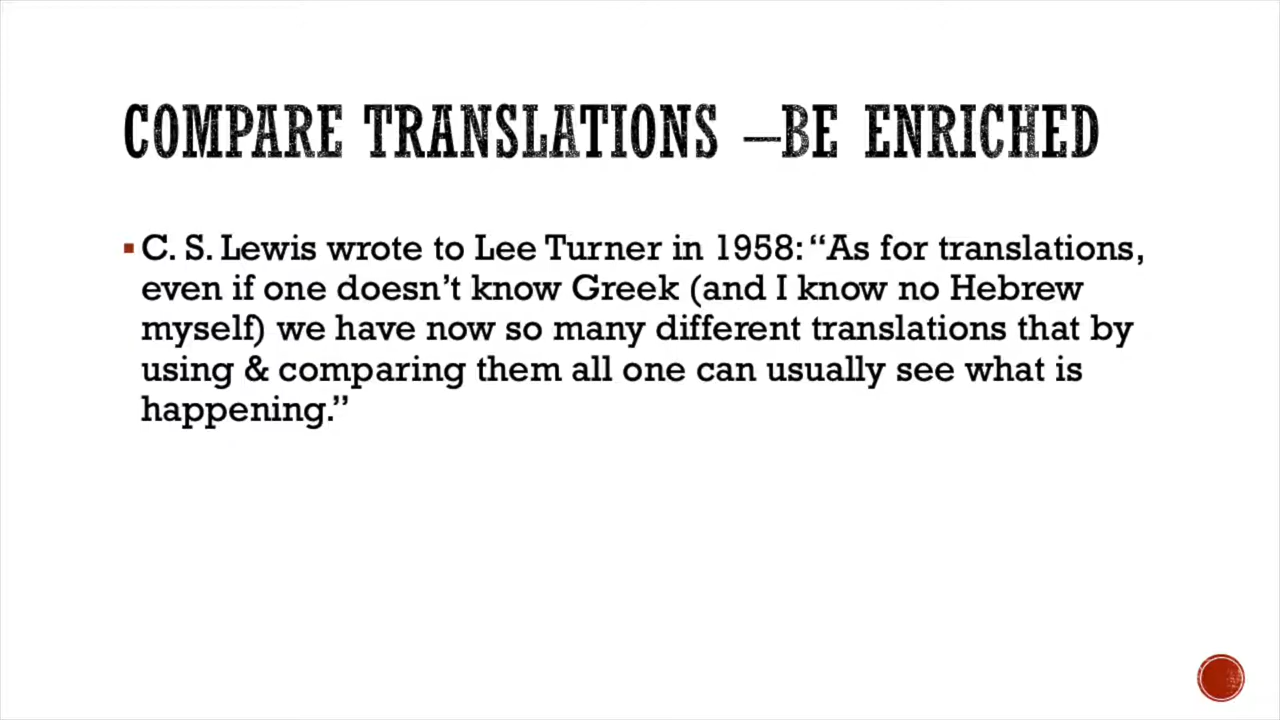 COMPARE TRANSLATIONS –BE ENRICHED
▪ C. S. Lewis wrote to Lee Turner in 1958: “As for translations,
even if one doesn’t know Greek (and I know no Hebrew
myself) we have now so many different translations that by
using & comparing them all one can usually see what is
happening.”